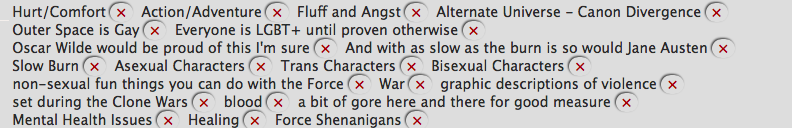 Hurt/Comfort × Action/Adventure × Fluff and Angst × Alternate Universe - Canon Divergence ×
Outer Space is Gay × Everyone is LGBT+ until proven otherwise ×
Oscar Wilde would be proud of this I'm sure × And with as slow as the burn is so would Jane Austen ×
Slow Burn × Asexual Characters × Trans Characters × Bisexual Characters ×
non-sexual fun things you can do with the Force × War × graphic descriptions of violence ×
set during the Clone Wars × blood × a bit of gore here and there for good measure ×
Mental Health Issues × Healing × Force Shenanigans ×